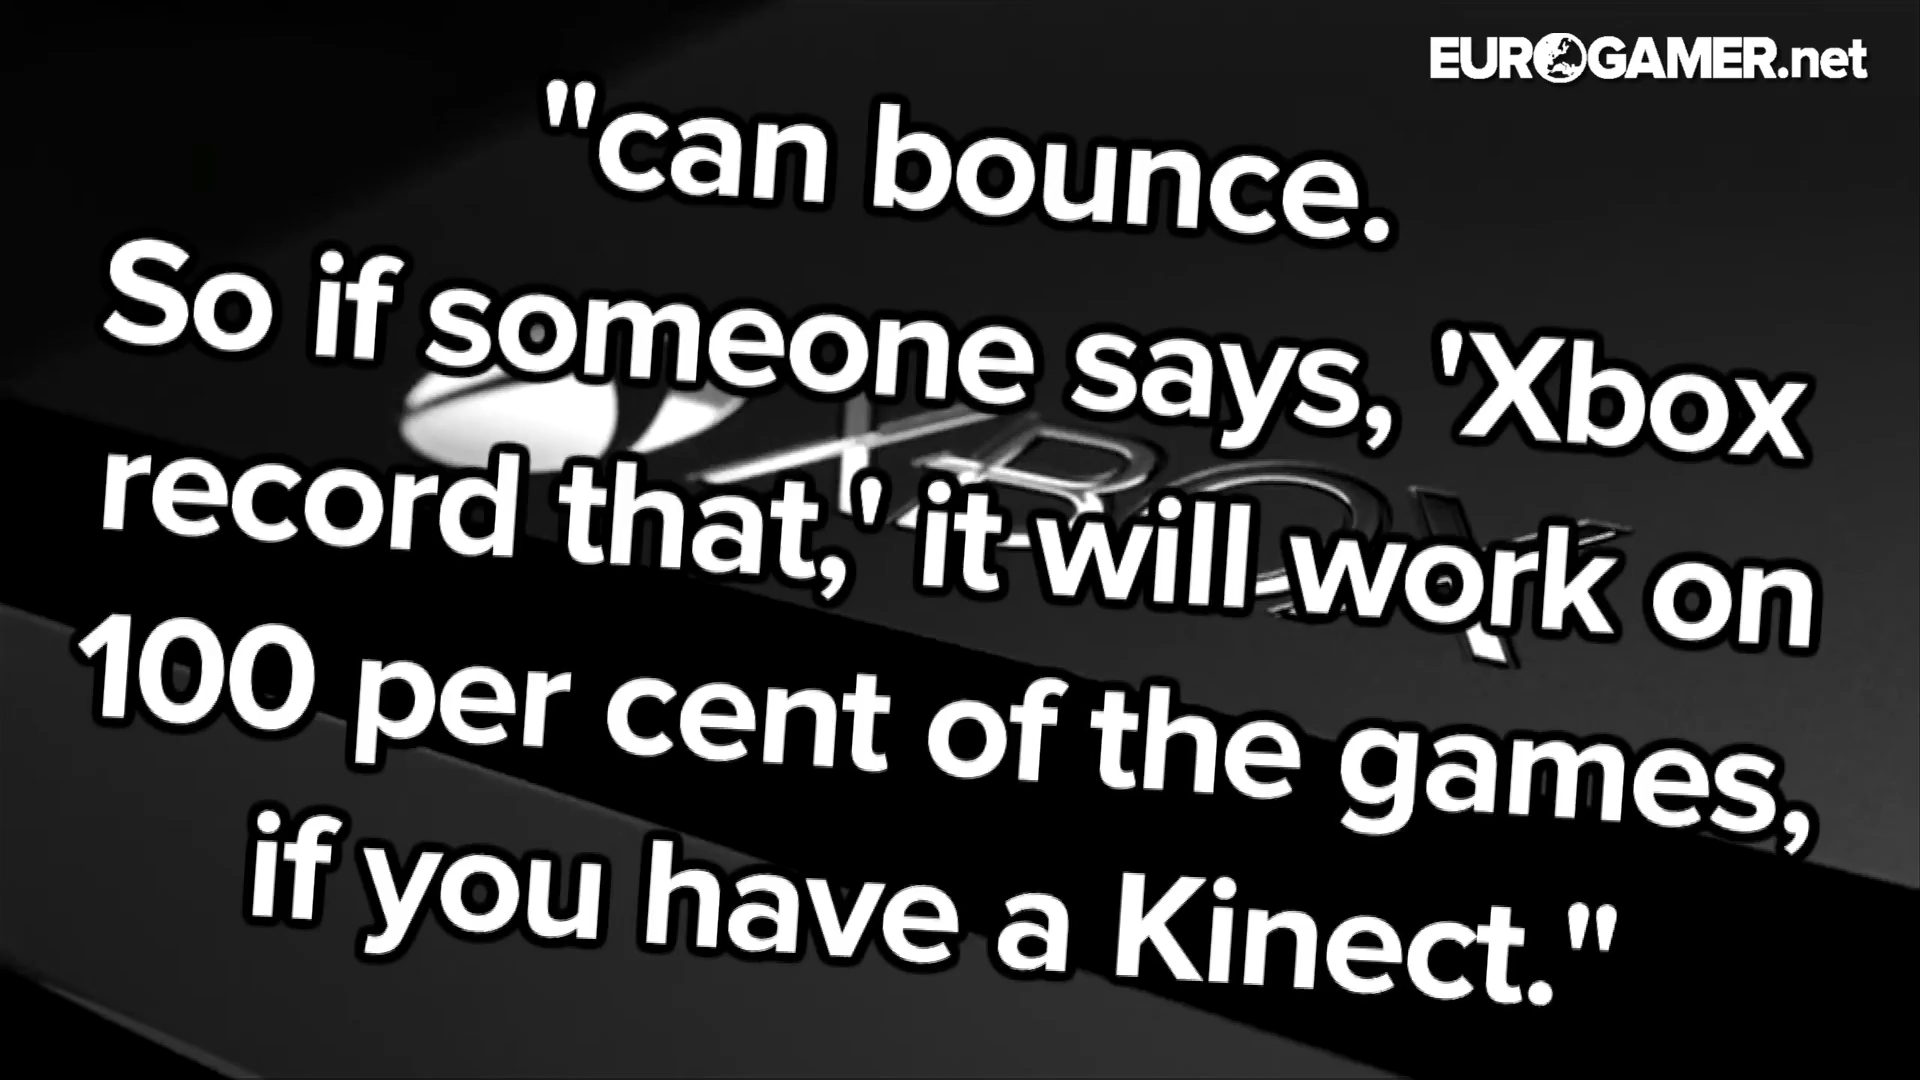 EUROGAMER.net
"can bounce.
So if someone says, 'Xbox
record that,' it will work on
100 per cent of the games,
if you have a Kinect."
XBOX